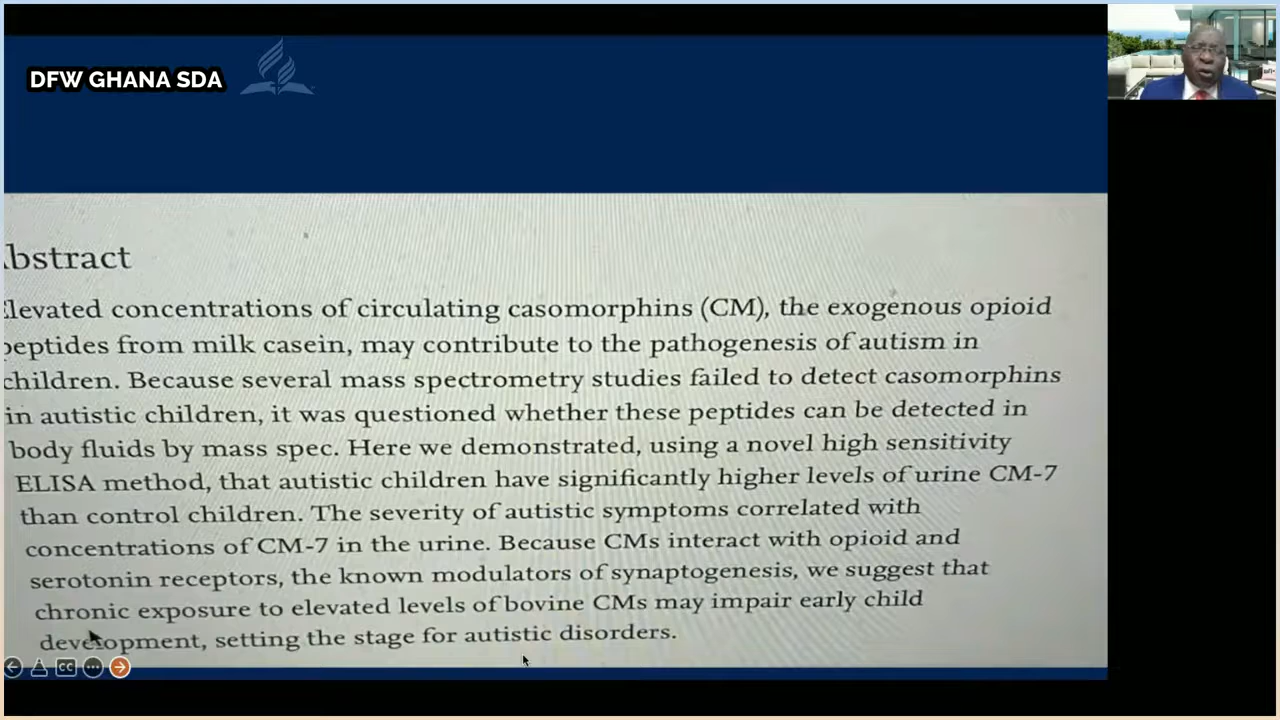 DFW GHANA SDA
bstract
levated concentrations of circulating casomorphins (CM), the exogenous opioid
peptides from milk casein, may contribute to the pathogenesis of autism in
children. Because several mass spectrometry studies failed to detect casomorphins
in autistic children, it was questioned whether these peptides can be detected in
body fluids by mass spec. Here we demonstrated, using a novel high sensitivity
ELISA method, that autistic children have significantly higher levels of urine CM-7
than control children. The severity of autistic symptoms correlated with
concentrations of CM-7 in the urine. Because CMs interact with opioid and
serotonin receptors, the known modulators of synaptogenesis, we suggest that
chronic exposure to elevated levels of bovine CMs may impair early child
development, setting the stage for autistic disorders.
CC